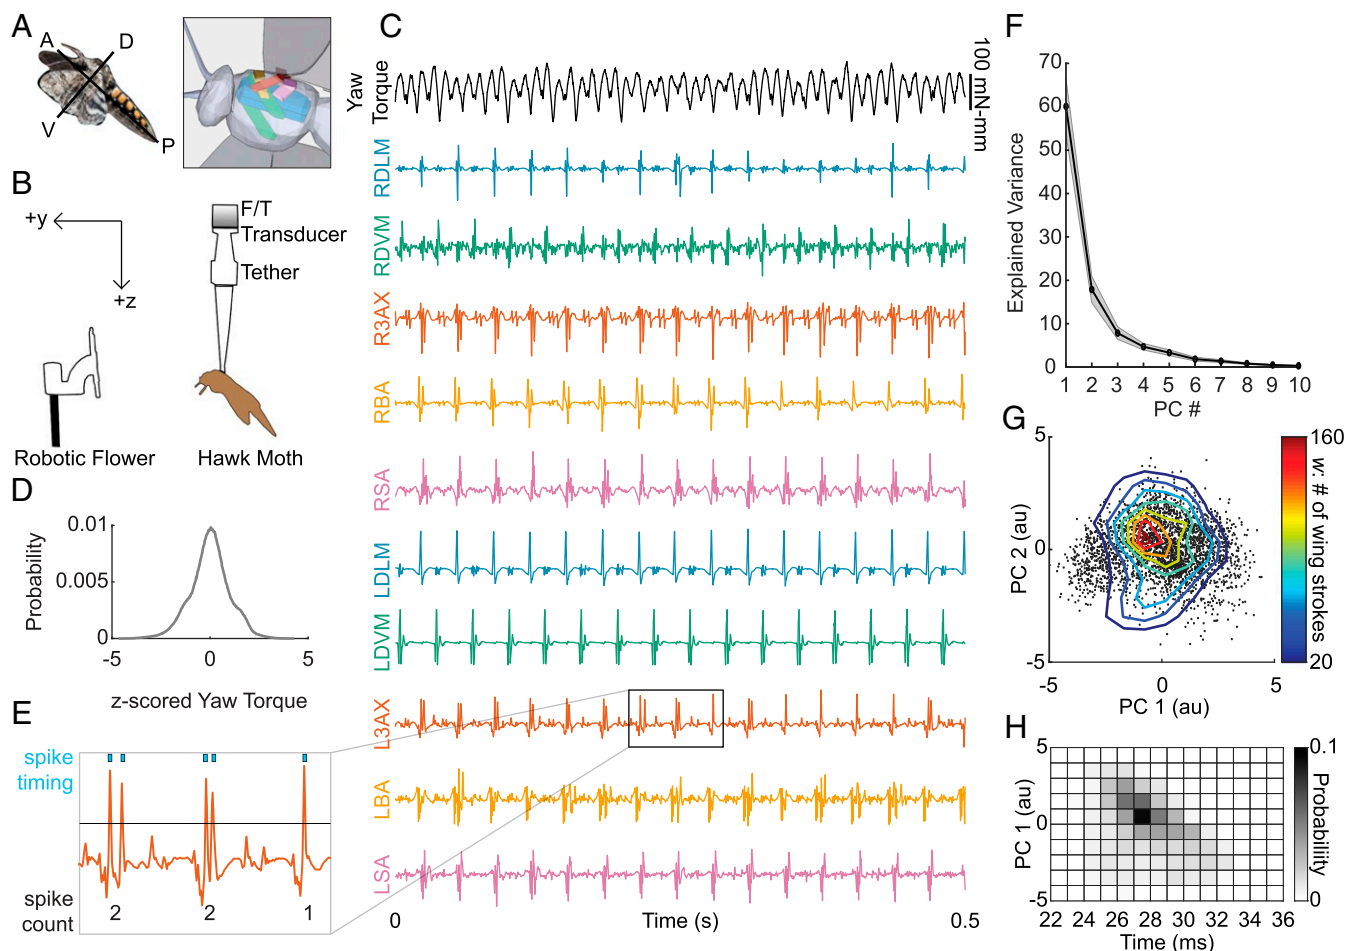 A
A
D
V
P
B
+y
+z
F/T
Transducer
Tether
Robotic Flower
Hawk Moth
C
Yaw
Torque
100 mN-mm
RDLM
RDVM
R3AX
RBA
RSA
LDLM
LDVM
L3AX
LBA
LSA
0
Time (s)
0.5
D
Probability
0.01
0.005
0
-5
0
5
z-scored Yaw Torque
E
spike
timing
spike
count
2
2
1
F
Explained Variance
70
60
50
40
30
20
10
0
1 2 3 4 5 6 7 8 9 10
PC #
G
PC 2 (au)
5
0
-5
-5
0
5
PC 1 (au)
160
w. # of wing strokes
20
H
PC 1 (au)
5
0
-5
22 24 26 28 30 32 34 36
Time (ms)
0.1
Probability
0